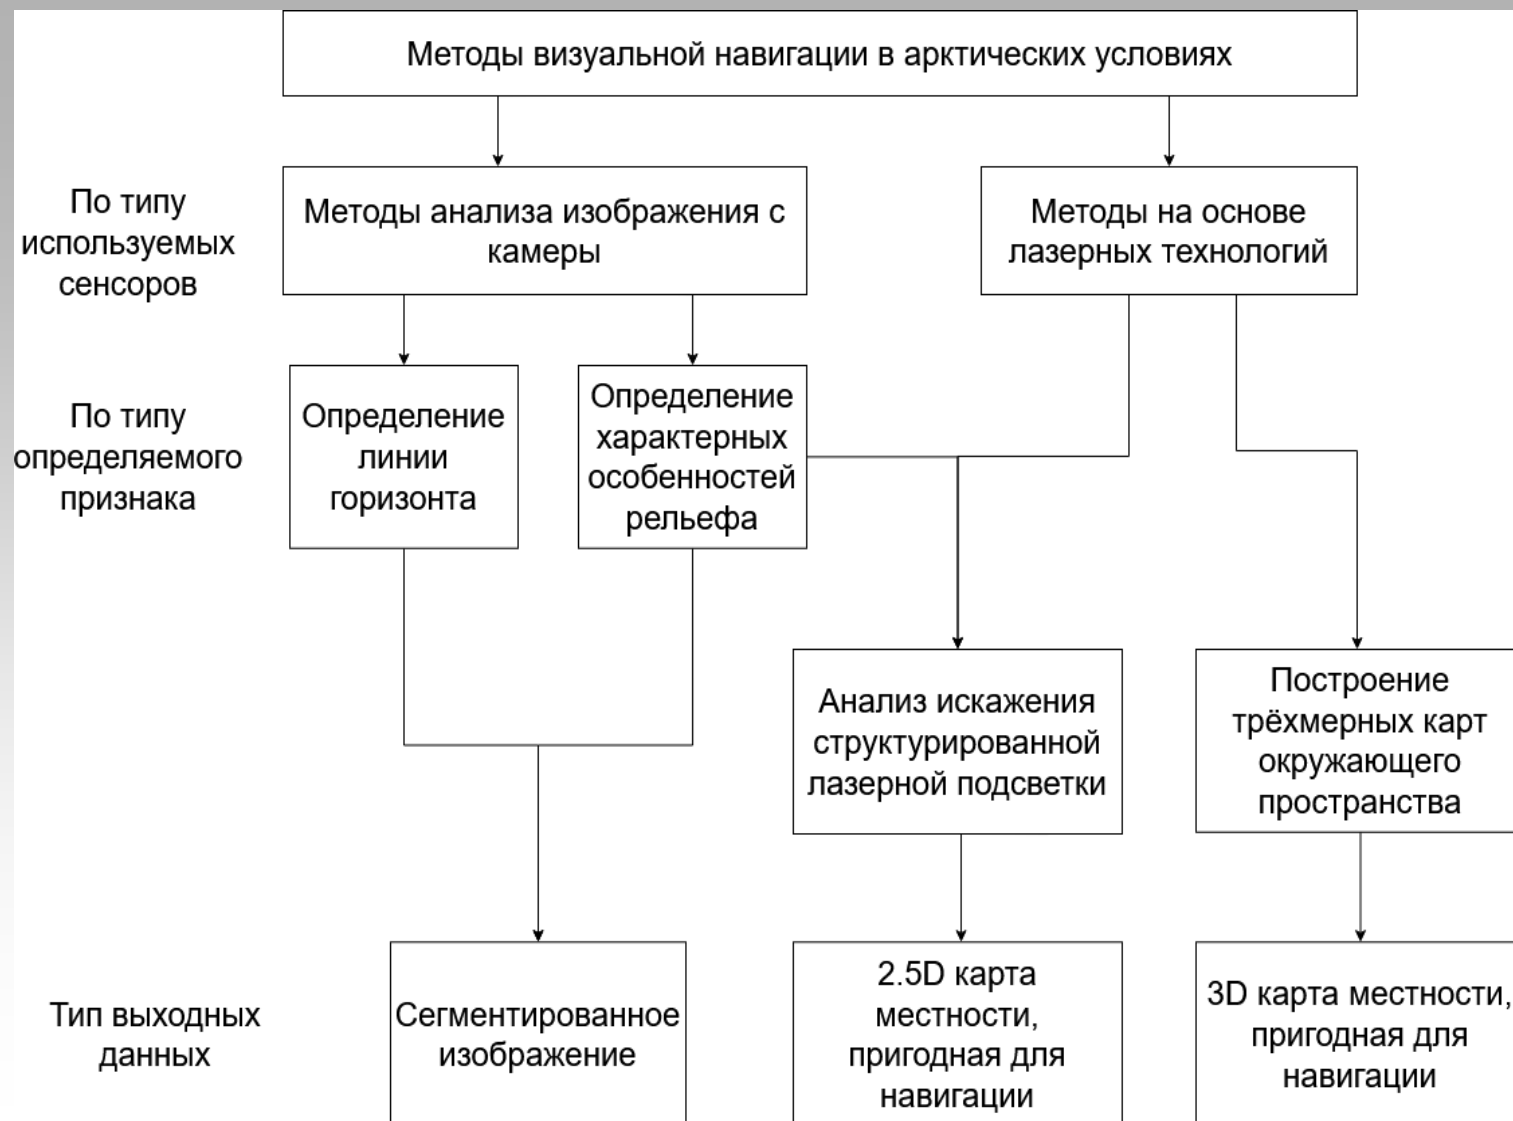 Методы визуальной навигации в арктических условиях
По типу
используемых
сенсоров
Методы анализа изображения с
камеры
Методы на основе
лазерных технологий
По типу
определяемого
признака
Определение
линии
горизонта
Определение
характерных
особенностей
рельефа
Анализ искажения
структурированной
лазерной подсветки
Построение
трёхмерных карт
окружающего
пространства
Тип выходных
данных
Сегментированное
изображение
2.5D карта
местности,
пригодная для
навигации
3D карта местности,
пригодная для
навигации